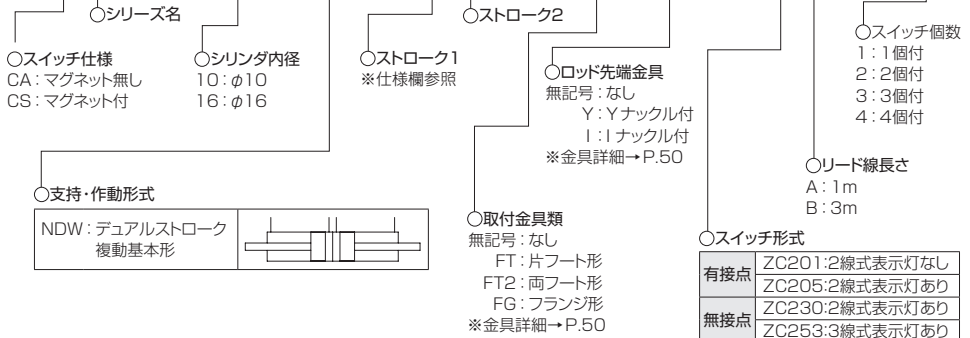 ○シリーズ名
○ストローク2
○スイッチ仕様
CA：マグネット無し
CS：マグネット付
○シリンダ内径
10：φ10
16：φ16
○ストローク1
※仕様欄参照
○ロッド先端金具
無記号：なし
Y：Yナックル付
I：Iナックル付
※金具詳細→P.50
○スイッチ個数
1：1個付
2：2個付
3：3個付
4：4個付
○リード線長さ
A：1m
B：3m
○支持・作動形式
NDW：デュアルストローク
複動基本形
○取付金具類
無記号：なし
FT：片フート形
FT2：両フート形
FG：フランジ形
※金具詳細→P.50
○スイッチ形式
有接点
ZC201:2線式表示灯なし
ZC205:2線式表示灯あり
無接点
ZC230:2線式表示灯あり
ZC253:3線式表示灯あり